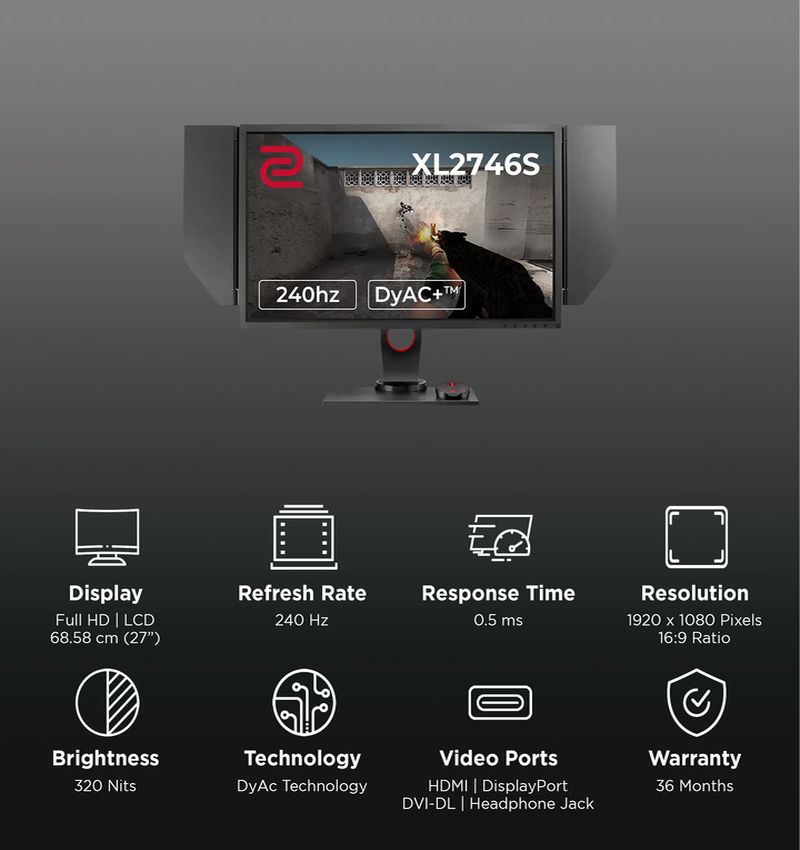 XL2746S
240hz
DyAC+™
Display
Full HD | LCD
68.58 cm (27”)
Refresh Rate
240 Hz
Response Time
0.5 ms
Resolution
1920 x 1080 Pixels
16:9 Ratio
Brightness
320 Nits
Technology
DyAc Technology
Video Ports
HDMI | DisplayPort
DVI-DL | Headphone Jack
Warranty
36 Months